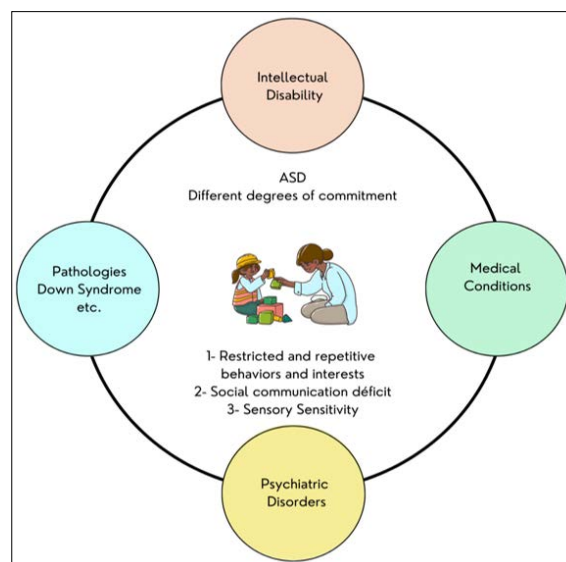 Intellectual
Disability
ASD
Different degrees of commitment
Pathologies
Down Syndrome
etc.
Medical
Conditions
1- Restricted and repetitive
behaviors and interests
2- Social communication déficit
3- Sensory Sensitivity
Psychiatric
Disorders